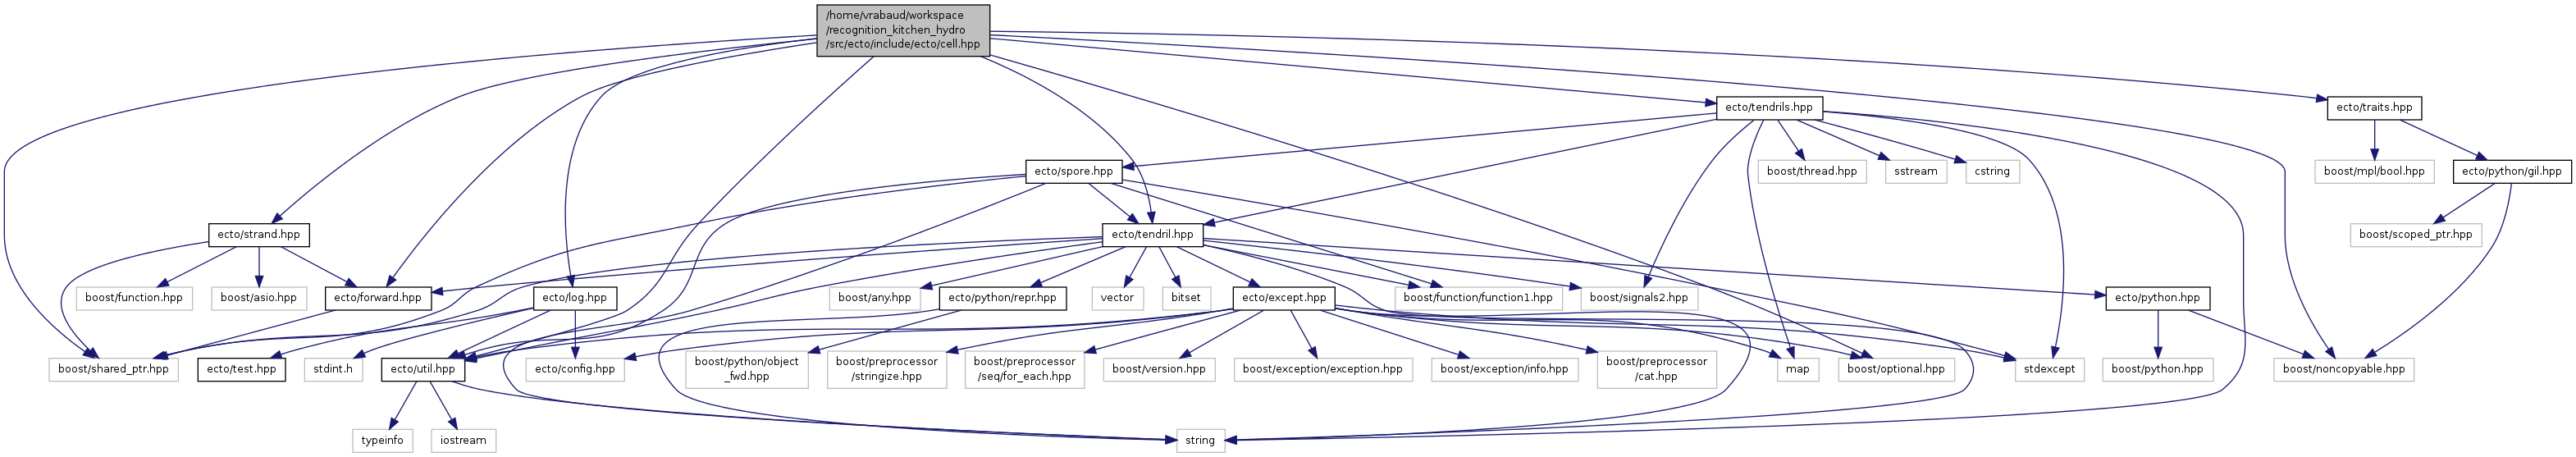 /home/vrabaud/workspace
/recognition_kitchen_hydro
/src/ecto/include/ecto/cell.hpp
ecto/tendrils.hpp
ecto/traits.hpp
ecto/spore.hpp
boost/thread.hpp
sstream
cstring
boost/mpl/bool.hpp
ecto/python/gil.hpp
ecto/strand.hpp
ecto/tendril.hpp
boost/scoped_ptr.hpp
boost/function.hpp
boost/asio.hpp
ecto/forward.hpp
ecto/log.hpp
boost/any.hpp
ecto/python/repr.hpp
vector
bitset
ecto/except.hpp
boost/function/function1.hpp
boost/signals2.hpp
ecto/python.hpp
boost/shared_ptr.hpp
ecto/test.hpp
stdint.h
ecto/util.hpp
ecto/config.hpp
boost/python/object
_fwd.hpp
boost/preprocessor
/stringize.hpp
boost/preprocessor
/seq/for_each.hpp
boost/version.hpp
boost/exception/exception.hpp
boost/exception/info.hpp
boost/preprocessor
/cat.hpp
map
boost/optional.hpp
stdexcept
boost/python.hpp
boost/noncopyable.hpp
typeinfo
iostream
string